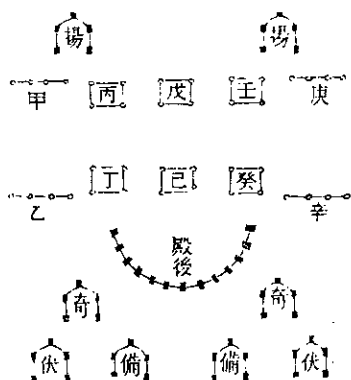 揚 揚
甲 丙 戊 壬 庚
乙 丁 己 癸 辛
殿後
奇 奇
伏 備 備 伏